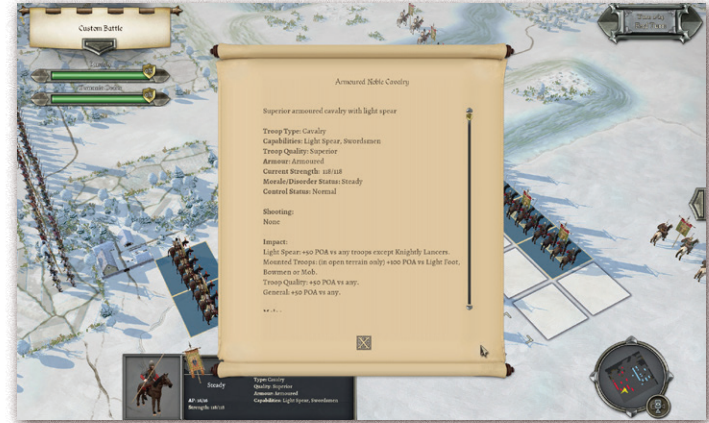 Custom Battle
Armoured Noble Cavalry
Superior armoured cavalry with light spear
Troop Type: Cavalry
Capabilities: Light Spear, Swordsmen
Troop Quality: Superior
Armour: Armoured
Current Strength: 118/118
Morale/Disorder Status: Steady
Control Status: Normal
Shooting:
None
Impact:
Light Spear: +50 POA vs any troops except Knightly Lancers.
Mounted Troops: (in open terrain only) +100 POA vs Light Foot,
Bowmen or Mob.
Troop Quality: +50 POA vs any.
General: +50 POA vs any.
X
Steady
Type: Cavalry
Quality: Superior
Armour: Armoured
Capabilities: Light Spear, Swordsmen
Strength: 118/118